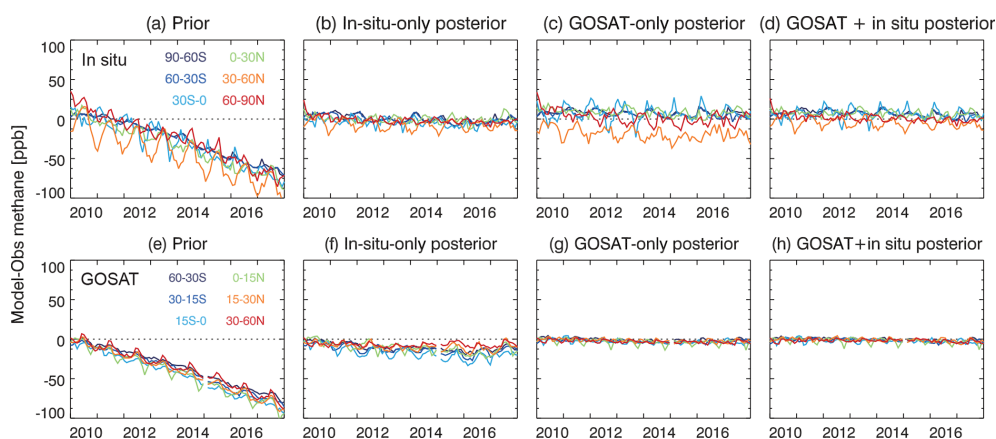 (a) Prior
(b) In-situ-only posterior
(c) GOSAT-only posterior
(d) GOSAT + in situ posterior
Model-Obs methane [ppb]
100
50
0
-50
-100
In situ
90-60S 0-30N
60-30S 30-60N
30S-0 60-90N
2010 2012 2014 2016
2010 2012 2014 2016
2010 2012 2014 2016
2010 2012 2014 2016
(e) Prior
(f) In-situ-only posterior
(g) GOSAT-only posterior
(h) GOSAT+in situ posterior
100
50
0
-50
-100
GOSAT
60-30S 0-15N
30-15S 15-30N
15S-0 30-60N
2010 2012 2014 2016
2010 2012 2014 2016
2010 2012 2014 2016
2010 2012 2014 2016